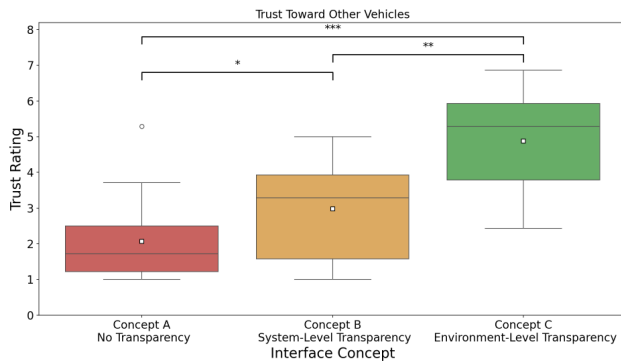 Trust Toward Other Vehicles
***
*
**
8
7
6
5
4
3
2
1
0
Trust Rating
Concept A
No Transparency
Concept B
System-Level Transparency
Concept C
Environment-Level Transparency
Interface Concept